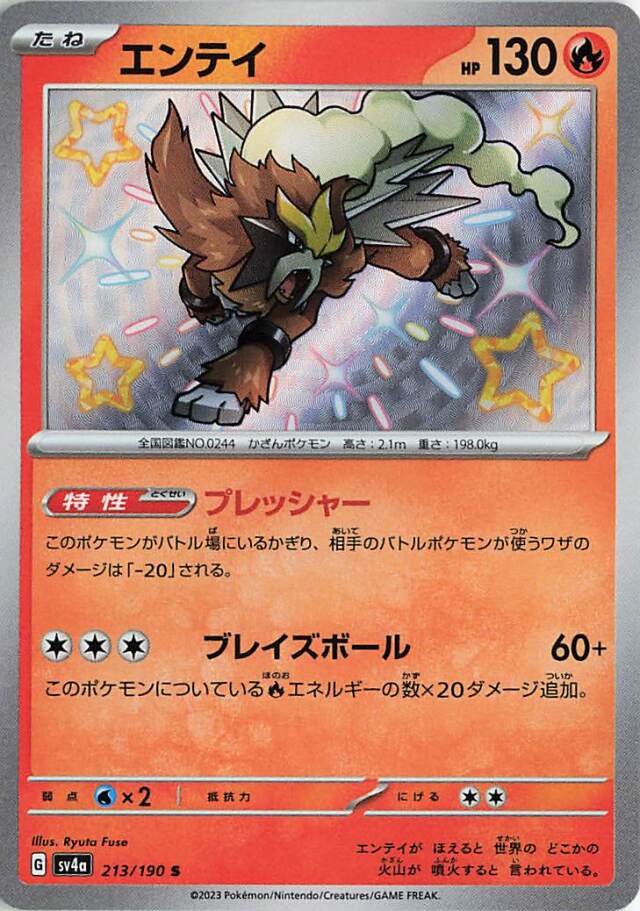 たね エンテイ HP 130
全国図鑑NO.0244 かざんポケモン 高さ:2.1m 重さ:198.0kg
特性 とくせい プレッシャー
このポケモンがバトル場にいるかぎり、相手のバトルポケモンが使うワザの
ダメージは「-20」される。
ブレイズボール 60+
このポケモンについているエネルギーの数×20ダメージ追加。
弱点 ×2 抵抗力 にげる
Illus. Ryuta Fuse
エンテイが ほえると 世界の どこかの
G sv4a 213/190 S
火山が 噴火すると 言われている。
©2023 Pokémon/Nintendo/Creatures/GAME FREAK.